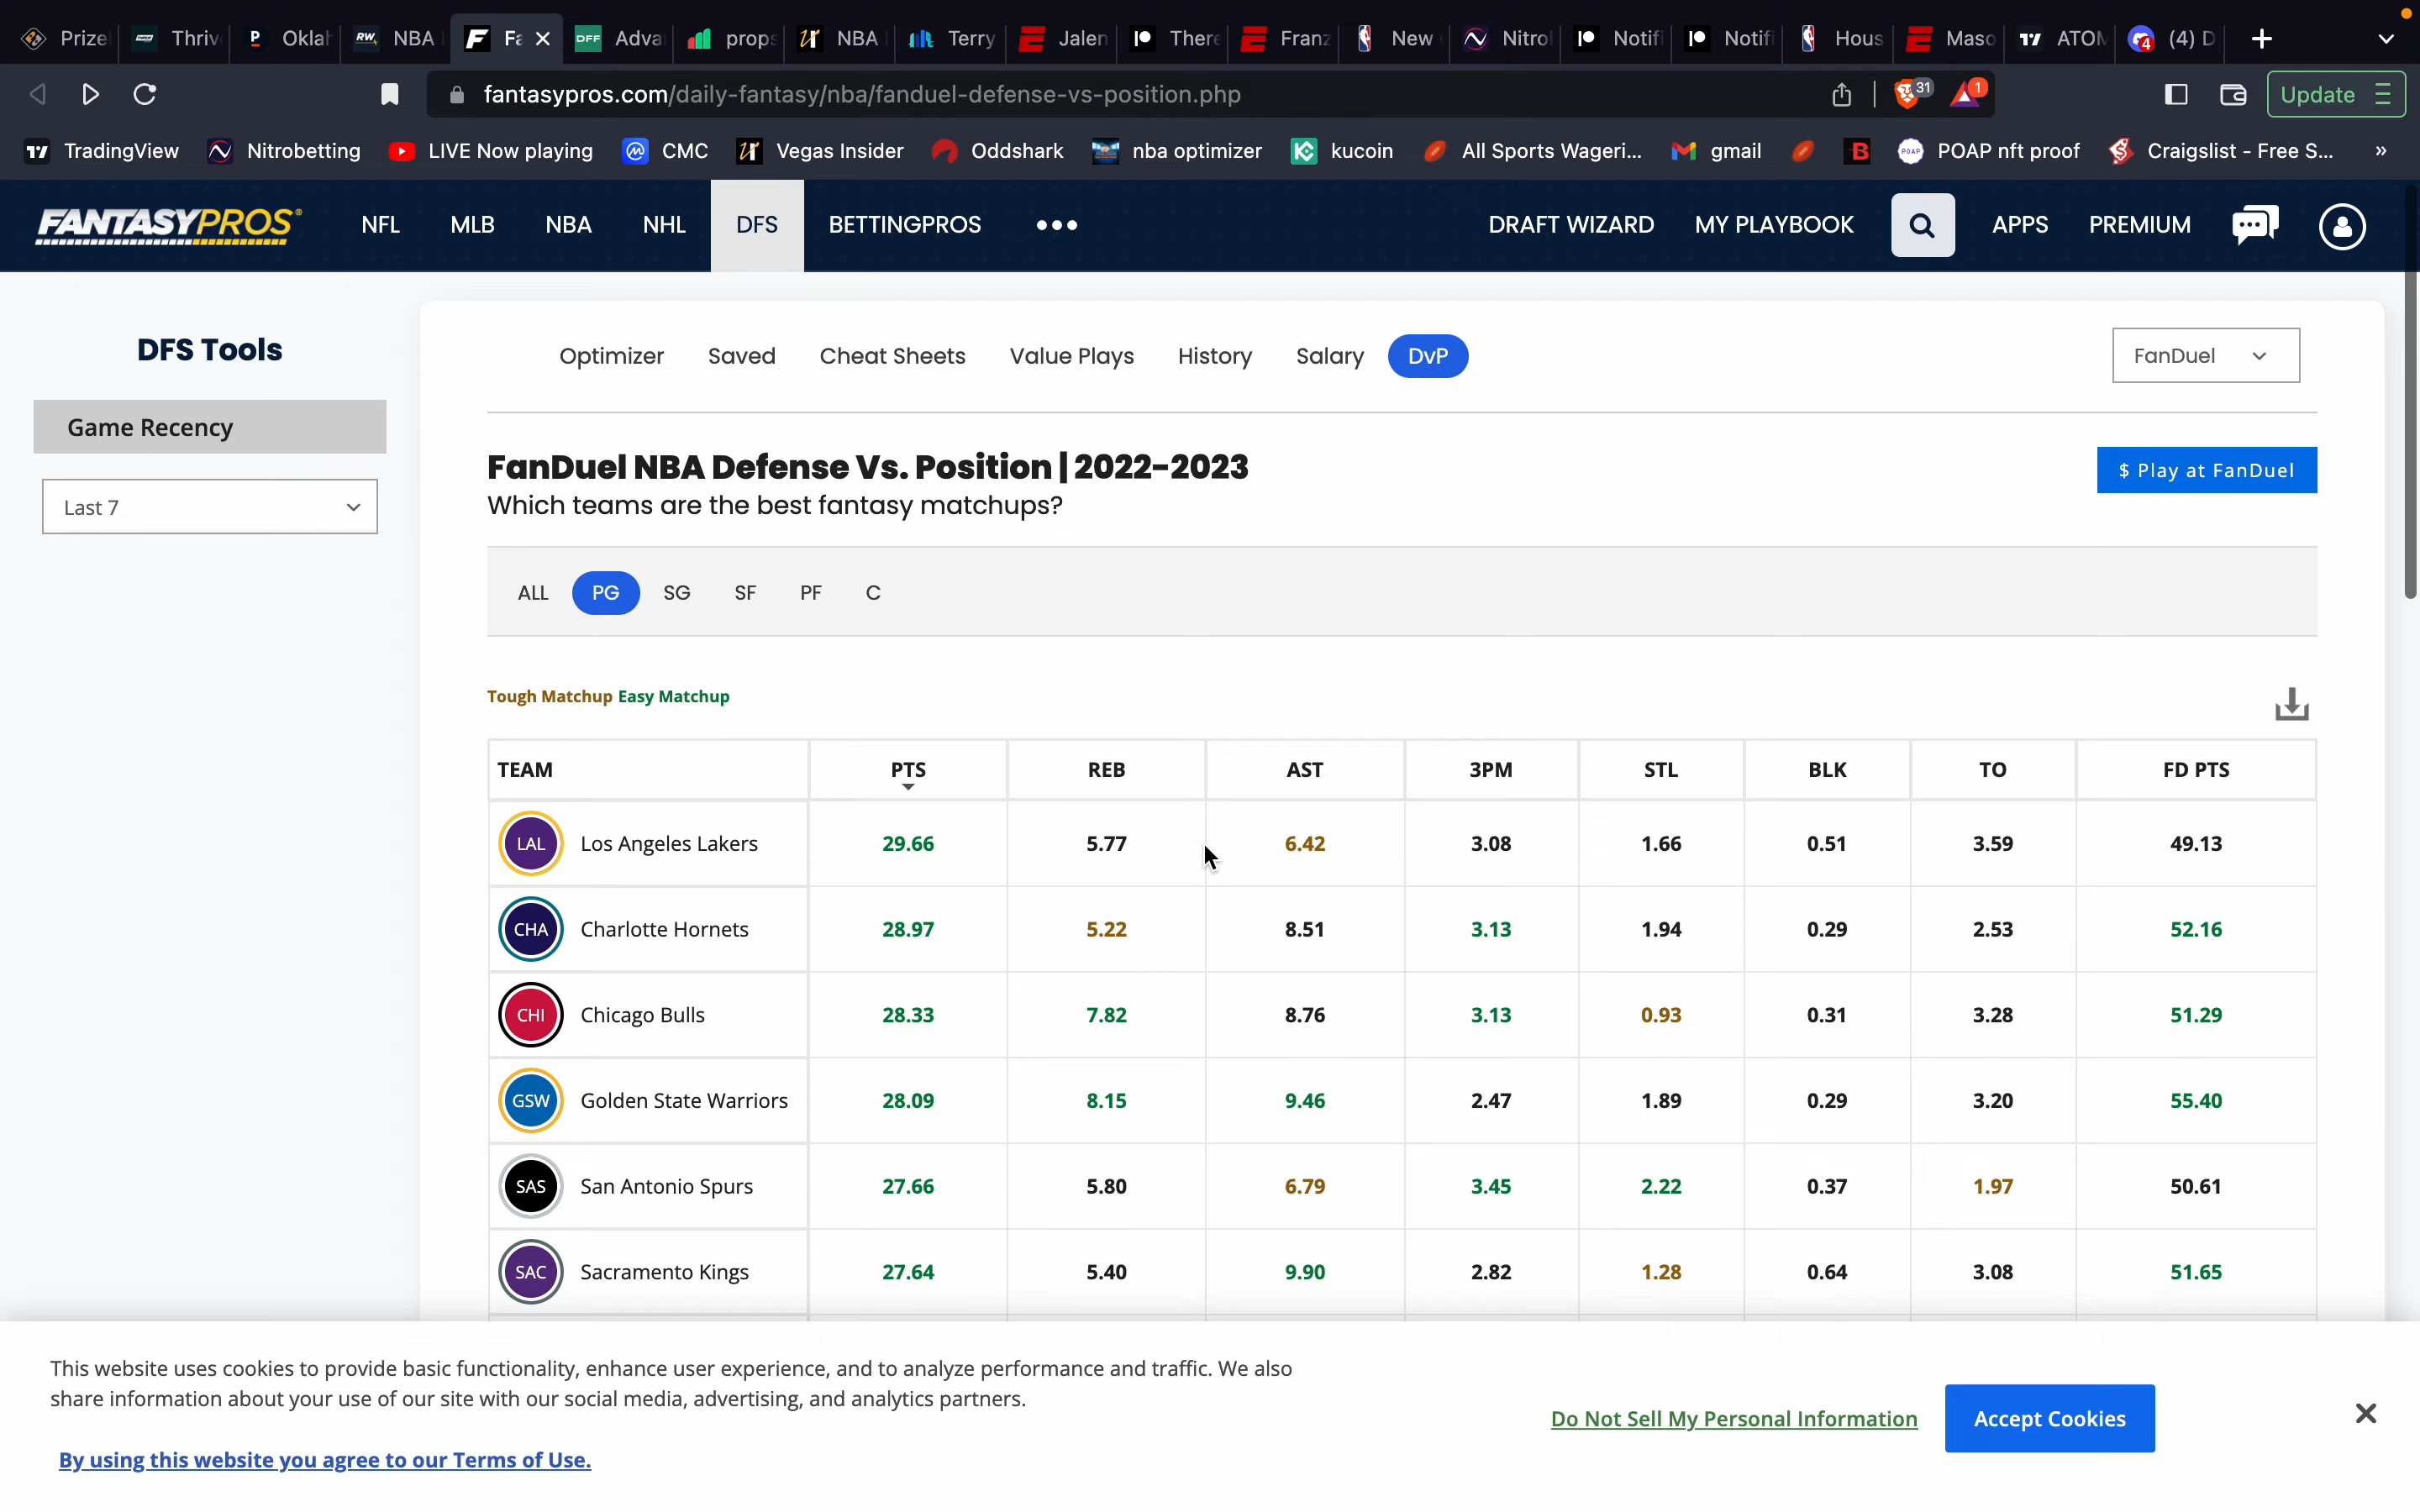 Prize Thriv Oklah NBA Fa Adva props NBA Terry Jalen There Franz New Nitrol Notifi Notifi Hous Maso ATOM (4) D
fantasypros.com/daily-fantasy/nba/fanduel-defense-vs-position.php 31 1 Update
TradingView Nitrobetting LIVE Now playing CMC Vegas Insider Oddshark nba optimizer kucoin All Sports Wageri... gmail POAP nft proof Craigslist - Free S... »
FANTASYPROS NFL MLB NBA NHL DFS BETTINGPROS ••• DRAFT WIZARD MY PLAYBOOK APPS PREMIUM
DFS Tools
Game Recency
Last 7
Optimizer Saved Cheat Sheets Value Plays History Salary DvP FanDuel
FanDuel NBA Defense Vs. Position | 2022-2023
Which teams are the best fantasy matchups?
$ Play at FanDuel
ALL PG SG SF PF C
Tough Matchup Easy Matchup
TEAM PTS REB AST 3PM STL BLK TO FD PTS
LAL Los Angeles Lakers 29.66 5.77 6.42 3.08 1.66 0.51 3.59 49.13
CHA Charlotte Hornets 28.97 5.22 8.51 3.13 1.94 0.29 2.53 52.16
CHI Chicago Bulls 28.33 7.82 8.76 3.13 0.93 0.31 3.28 51.29
GSW Golden State Warriors 28.09 8.15 9.46 2.47 1.89 0.29 3.20 55.40
SAS San Antonio Spurs 27.66 5.80 6.79 3.45 2.22 0.37 1.97 50.61
SAC Sacramento Kings 27.64 5.40 9.90 2.82 1.28 0.64 3.08 51.65
This website uses cookies to provide basic functionality, enhance user experience, and to analyze performance and traffic. We also
share information about your use of our site with our social media, advertising, and analytics partners.
By using this website you agree to our Terms of Use.
Do Not Sell My Personal Information
Accept Cookies